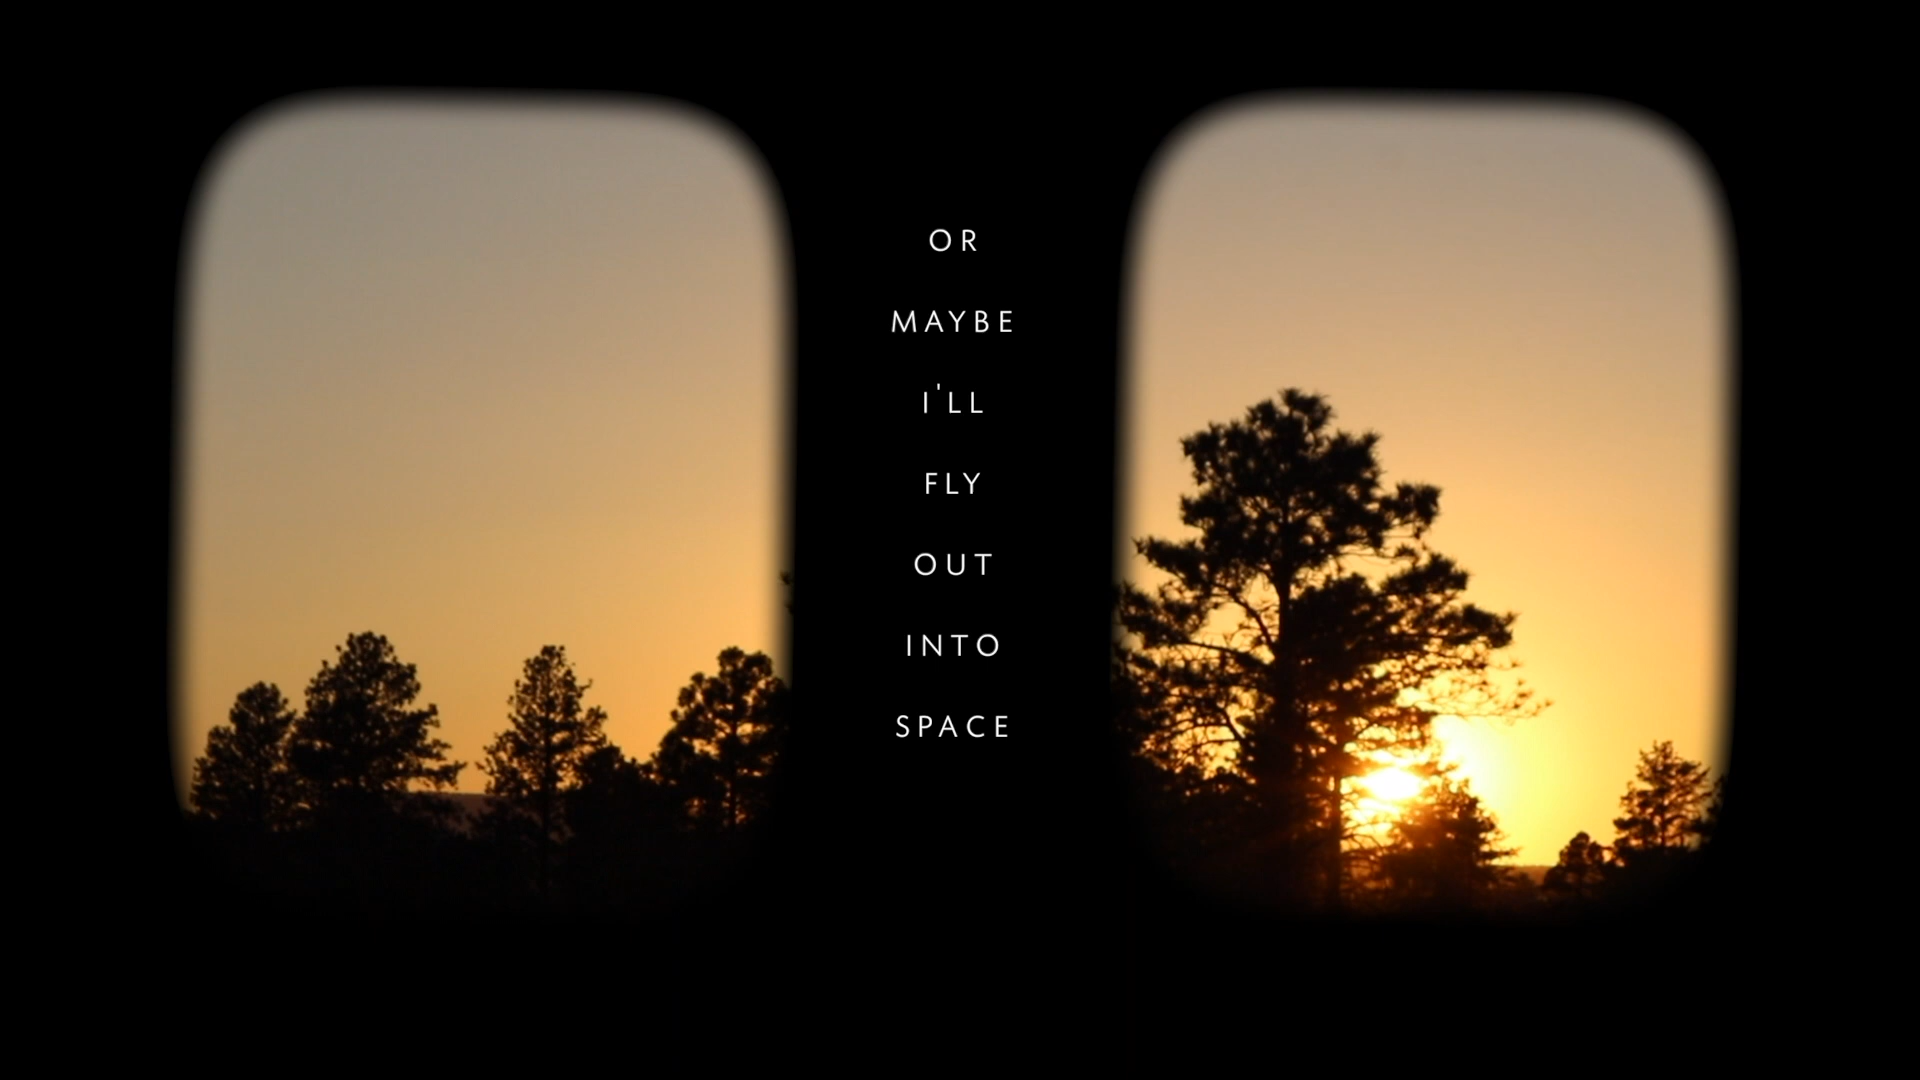 OR
MAYBE
I'LL
FLY
OUT
INTO
SPACE